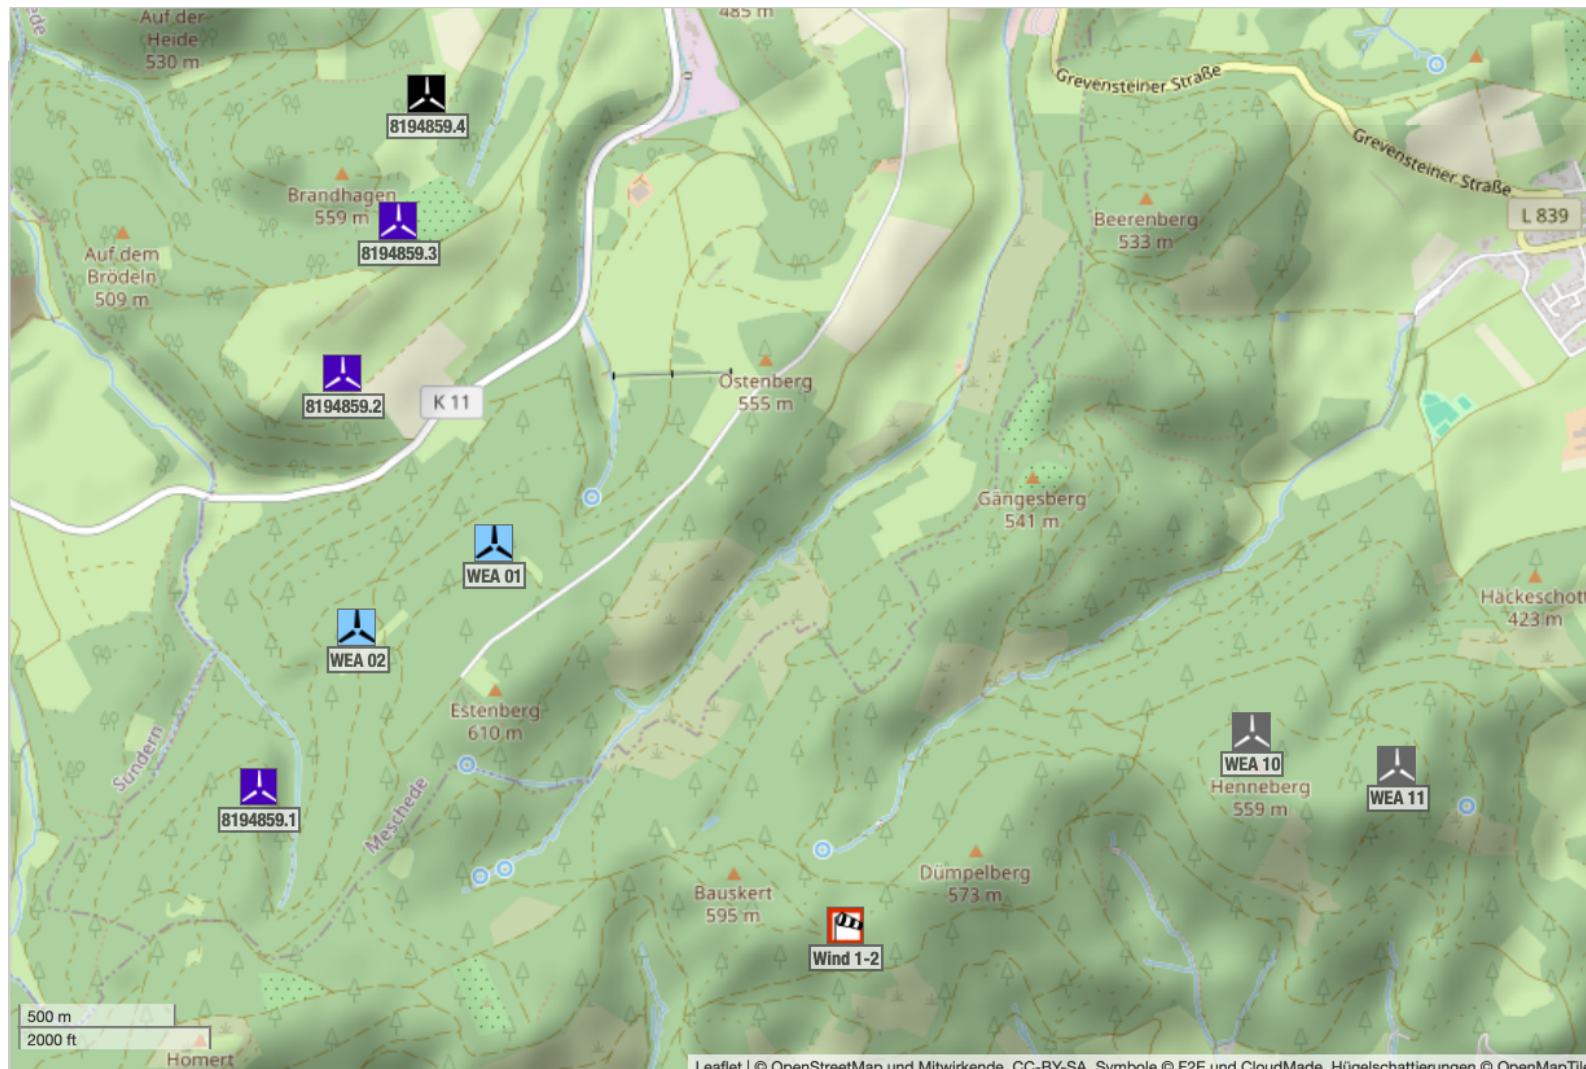 Auf der
Heide
530 m
485 m
8194859.4
Grevensteiner Straße
Grevensteiner Straße
Brandhagen
559 m
8194859.3
Beerenberg
533 m
L 839
Auf dem
Brödeln
509 m
8194859.2
K 11
Ostenberg
555 m
Gängesberg
541 m
WEA 01
WEA 02
Häckeschott
423 m
Estenberg
610 m
Sundern
Meschede
8194859.1
WEA 10
Henneberg
559 m
WEA 11
Bauskert
595 m
Dümpelberg
573 m
Wind 1-2
500 m
2000 ft
Homert
Leaflet | © OpenStreetMap und Mitwirkende, CC-BY-SA, Symbole © F2E und CloudMade, Hügelschattierungen © OpenMapTile